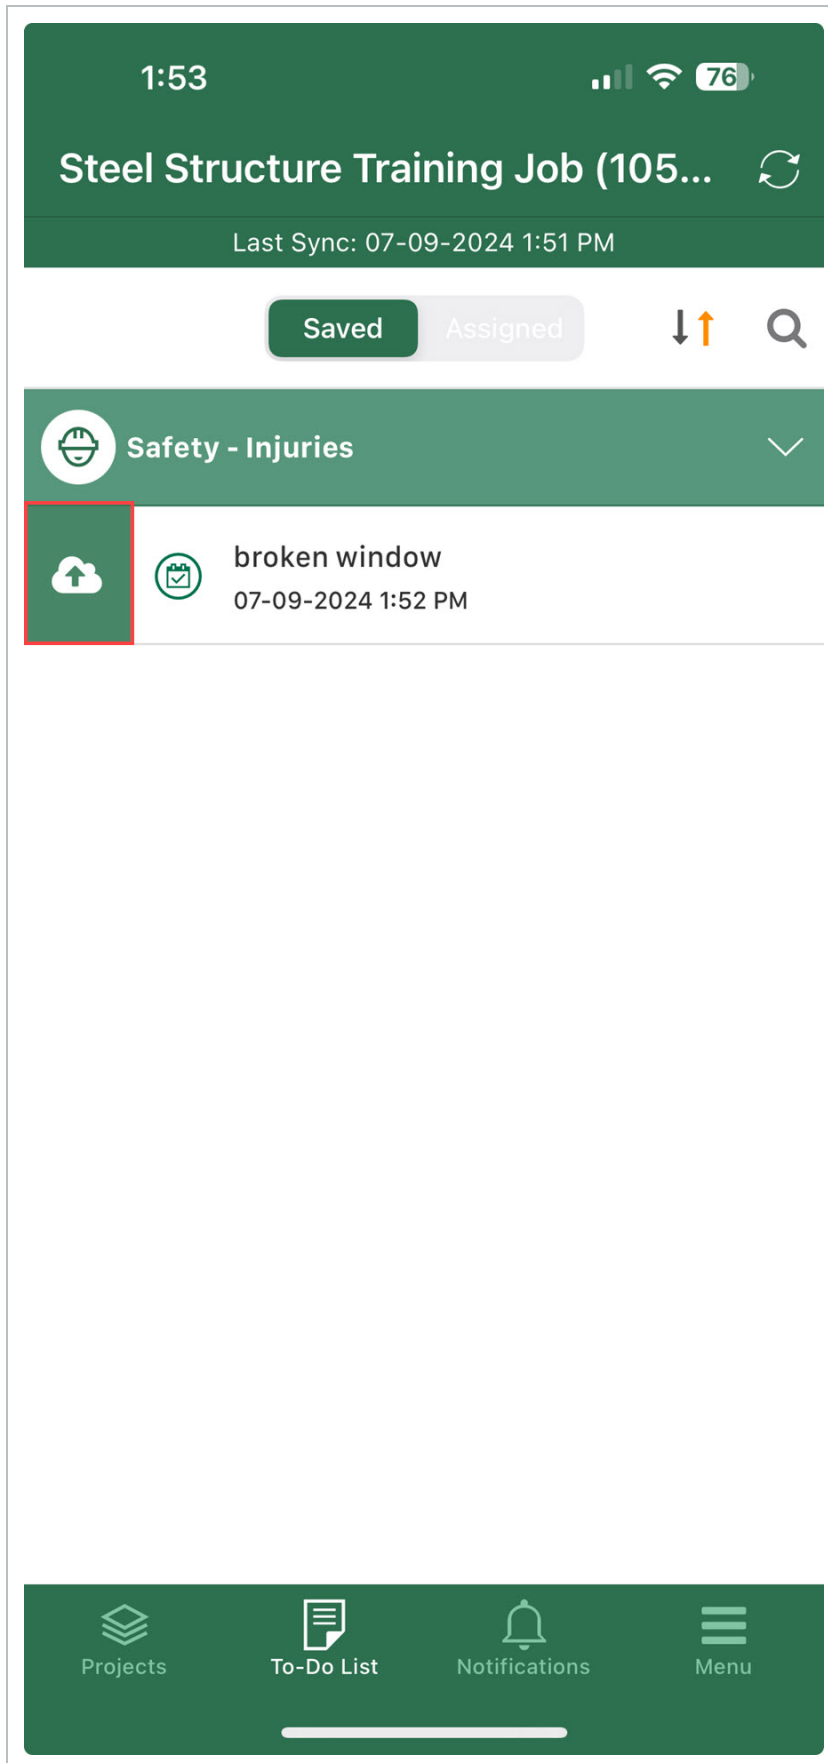 1:53
76
Steel Structure Training Job (105...
Last Sync: 07-09-2024 1:51 PM
Saved Assigned
Safety - Injuries
broken window
07-09-2024 1:52 PM
Projects To-Do List Notifications Menu